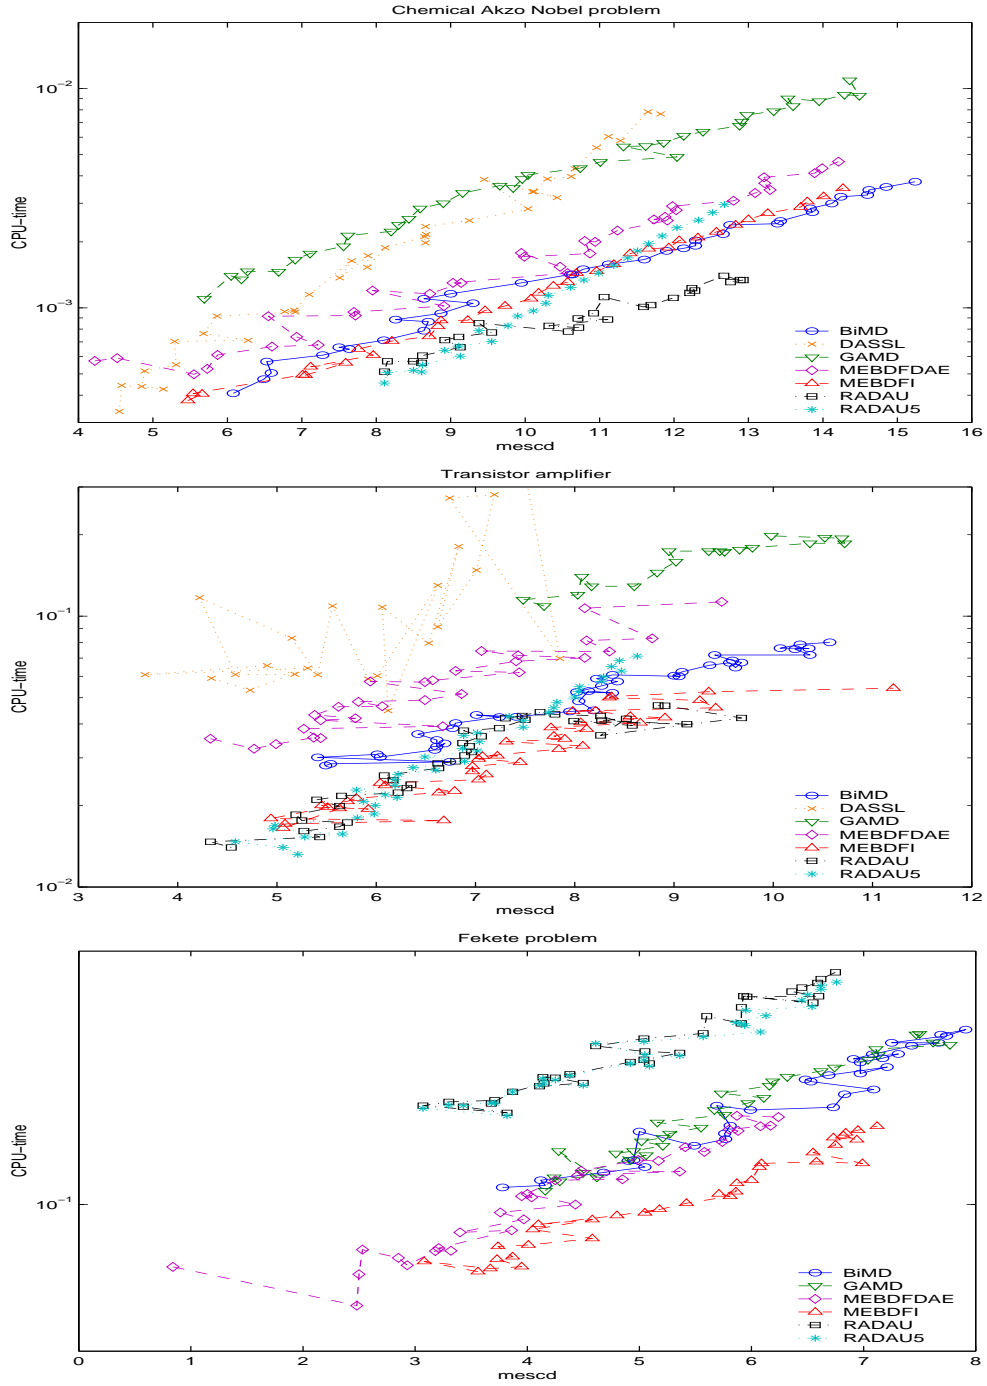 Chemical Akzo Nobel problem
10−2
10−3
CPU−time
BiMD
DASSL
GAMD
MEBDFDAE
MEBDFI
RADAU
RADAU5
4 5 6 7 8 9 10 11 12 13 14 15 16
mescd
Transistor amplifier
10−1
10−2
CPU−time
BiMD
DASSL
GAMD
MEBDFDAE
MEBDFI
RADAU
RADAU5
3 4 5 6 7 8 9 10 11 12
mescd
Fekete problem
10−1
CPU−time
BiMD
GAMD
MEBDFDAE
MEBDFI
RADAU
RADAU5
0 1 2 3 4 5 6 7 8
mescd